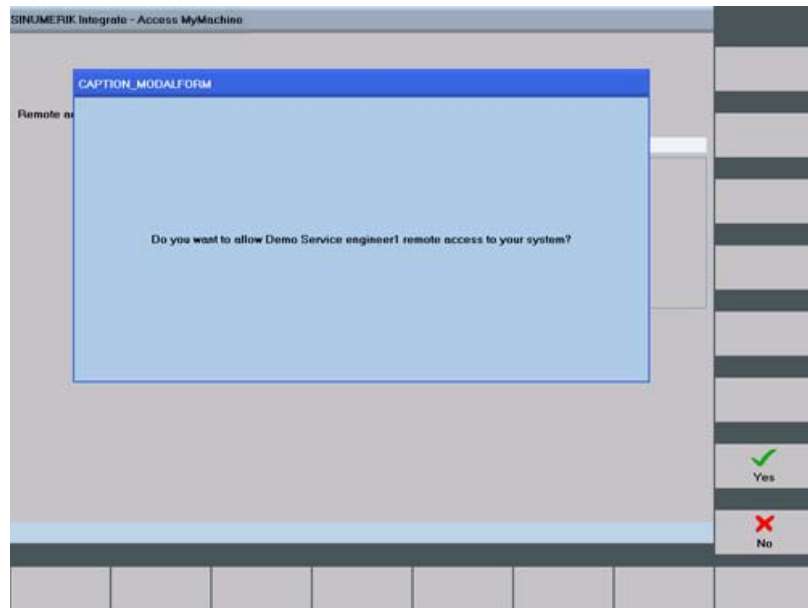 SINUMERIK Integrate - Access MyMachine
CAPTION_MODALFORM
Remote
Do you want to allow Demo Service engineer1 remote access to your system?
Yes
No